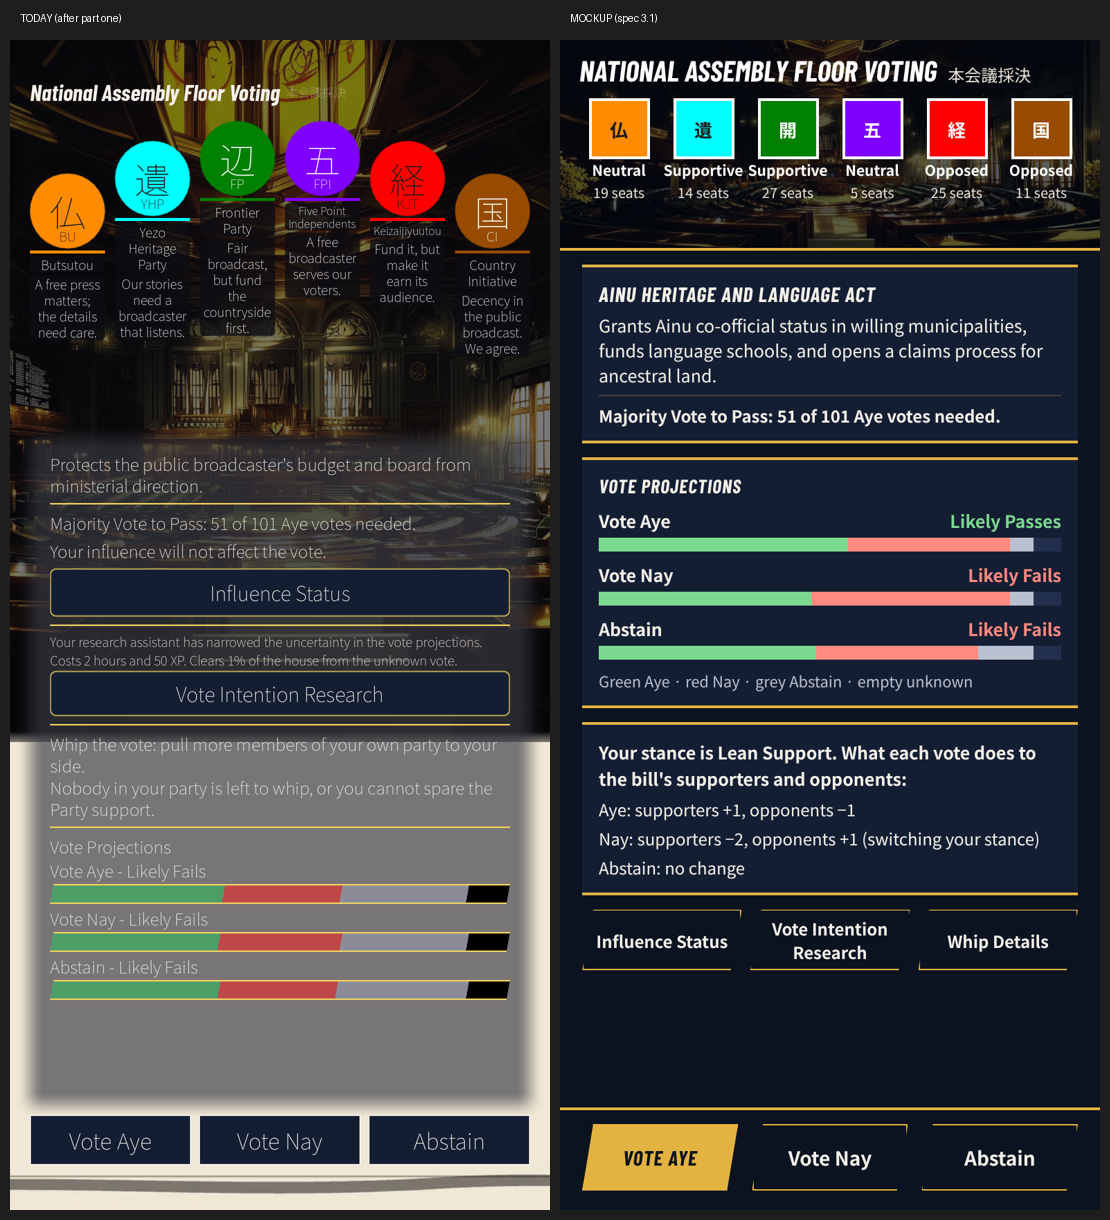 TODAY (after part one)
National Assembly Floor Voting 本会議採決
仏
BU
Butsutou
A free press
matters;
the details
need care.
遺
YHP
Yezo
Heritage
Party
Our stories
need a
broadcaster
that listens.
辺
FP
Frontier
Party
Fair
broadcast,
but fund
the
countryside
first.
五
FPI
Five Point
Independents
A free
broadcaster
serves our
voters.
経
KJT
Keizaijiyuutou
Fund it, but
make it
earn its
audience.
国
CI
Country
Initiative
Decency in
the public
broadcast.
We agree.
Protects the public broadcaster's budget and board from
ministerial direction.
Majority Vote to Pass: 51 of 101 Aye votes needed.
Your influence will not affect the vote.
Influence Status
Your research assistant has narrowed the uncertainty in the vote projections.
Costs 2 hours and 50 XP. Clears 1% of the house from the unknown vote.
Vote Intention Research
Whip the vote: pull more members of your own party to your
side.
Nobody in your party is left to whip, or you cannot spare the
Party support.
Vote Projections
Vote Aye - Likely Fails
Vote Nay - Likely Fails
Abstain - Likely Fails
Vote Aye
Vote Nay
Abstain
MOCKUP (spec 3.1)
NATIONAL ASSEMBLY FLOOR VOTING 本会議採決
仏 遺 開 五 経 国
Neutral Supportive Supportive Neutral Opposed Opposed
19 seats 14 seats 27 seats 5 seats 25 seats 11 seats
AINU HERITAGE AND LANGUAGE ACT
Grants Ainu co-official status in willing municipalities,
funds language schools, and opens a claims process for
ancestral land.
Majority Vote to Pass: 51 of 101 Aye votes needed.
VOTE PROJECTIONS
Vote Aye Likely Passes
Vote Nay Likely Fails
Abstain Likely Fails
Green Aye · red Nay · grey Abstain · empty unknown
Your stance is Lean Support. What each vote does to
the bill's supporters and opponents:
Aye: supporters +1, opponents −1
Nay: supporters −2, opponents +1 (switching your stance)
Abstain: no change
Influence Status
Vote Intention
Research
Whip Details
VOTE AYE
Vote Nay
Abstain